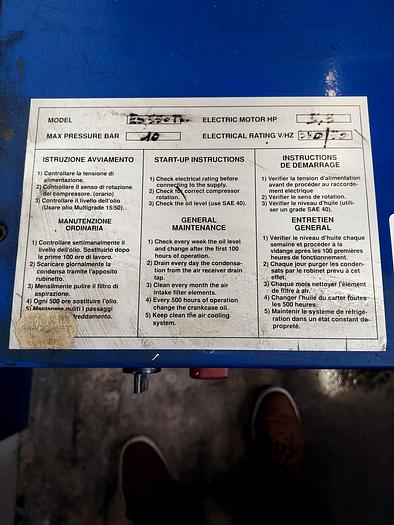 MODEL ELECTRIC MOTOR HP 5,5
MAX PRESSURE BAR 10 ELECTRICAL RATING V/HZ
ISTRUZIONE AVVIAMENTO
1) Controllare la tensione di
alimentazione.
2) Controllare il senso di rotazione
del compressore. (orario)
3) Controllare il livello dell'olio
(Usare olio Multigrade 15/50).
MANUTENZIONE
ORDINARIA
1) Controllare settimanalmente il
livello dell'olio. Sostituirlo dopo
le prime 100 ore di lavoro.
2) Scaricare giornalmente la
condensa tramite l'apposito
rubinetto.
3) Mensilmente pulire il filtro di
aspirazione.
4) Ogni 500 ore sostituire l'olio.
5) Mantenere puliti i passaggi
reddamento.
START-UP INSTRUCTIONS
1) Check electrical rating before
connecting to the supply.
2) Check for correct compressor
rotation.
3) Check the oil level (use SAE 40).
GENERAL
MAINTENANCE
1) Check every week the oil level
and change after the first 100
hours of operation.
2) Drain every day the condensa-
tion from the air receiver drain
tap.
3) Clean every month the air
intake filter elements.
4) Every 500 hours of operation
change the crankcase oil.
5) Keep clean the air cooling
system.
INSTRUCTIONS
DE DEMARRAGE
1) Verifier la tension d'alimentation
avant de procéder au raccorde-
ment electrique
2) Verifier le sens de rotation.
3) Verifier le niveau d'huile (utili-
ser un grade SAE 40).
ENTRETIEN
GENERAL
1) Verifier le niveau d'huile chaque
semaine et procéder à la
vidange après les 100 premières
heures de fonctionnement.
2) Chaque jour purger les conden-
sats par le robinet prévu à cet
effet.
3) Chaque mois nettoyer l'élement
de filtre à air.
4) Changer l'huile du carter toutes
les 500 heures.
5) Maintenir le systéme de réfrigé-
ration dans un état constant de
propreté.